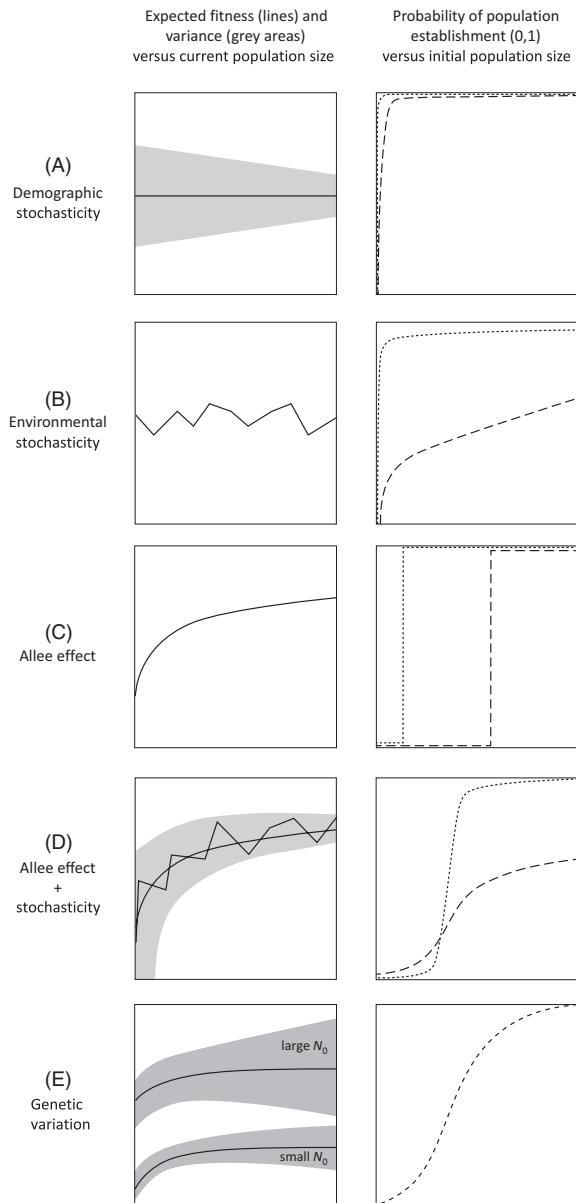 Expected fitness (lines) and
variance (grey areas)
versus current population size
Probability of population
establishment (0,1)
versus initial population size
(A)
Demographic
stochasticity
(B)
Environmental
stochasticity
(C)
Allee effect
(D)
Allee effect
+
stochasticity
(E)
Genetic
variation
large N₀
small N₀